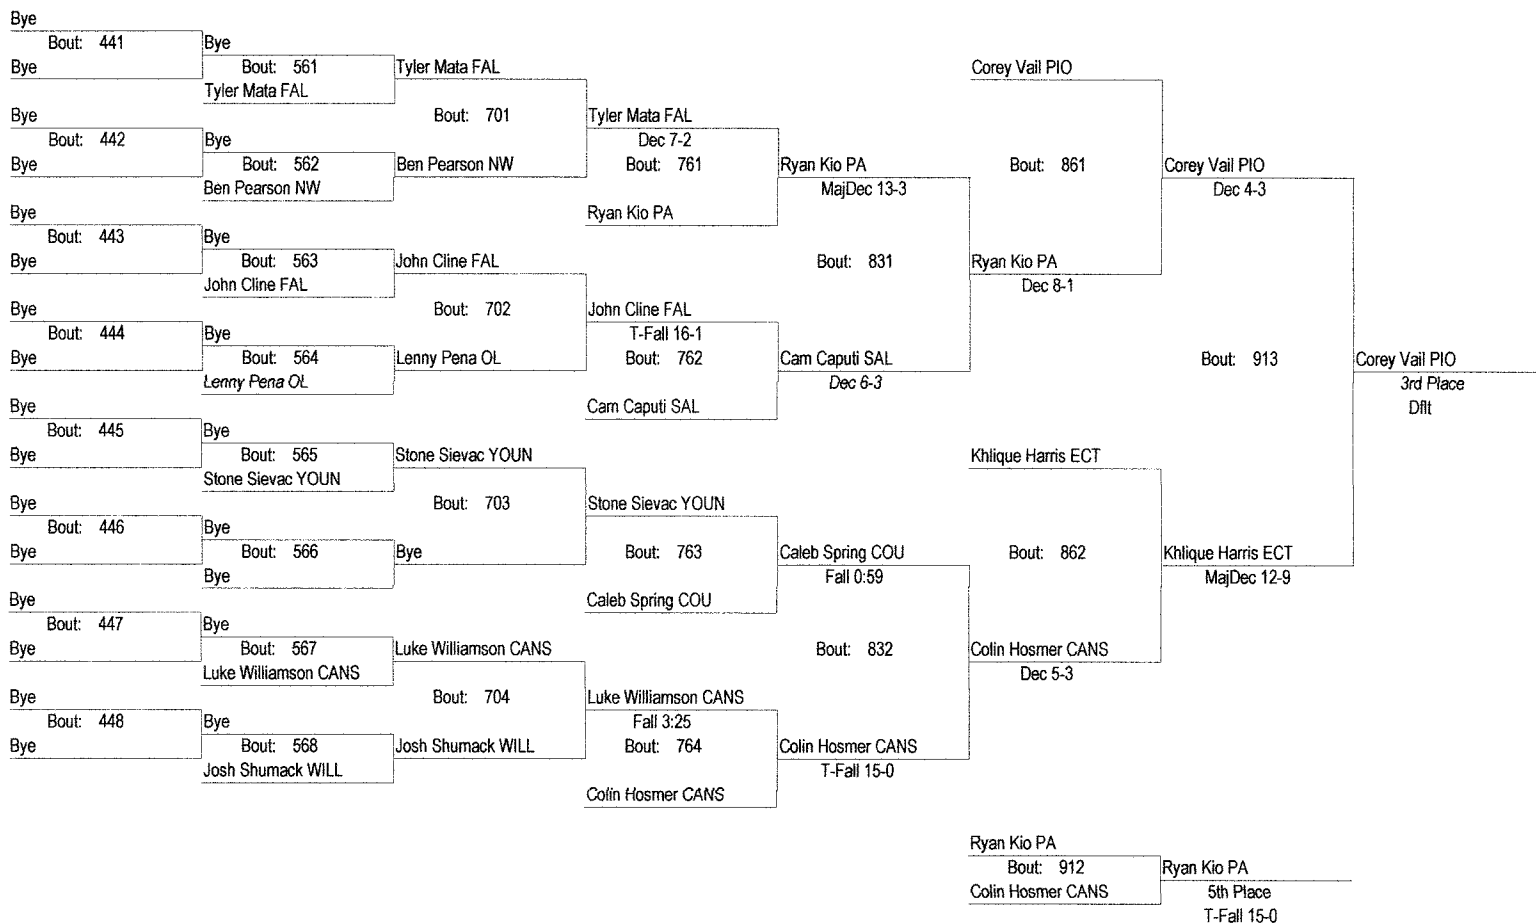 Bye
Bout: 441
Bye
Bye
Bout: 561
Tyler Mata FAL
Tyler Mata FAL
Bye
Bout: 442
Bye
Bye
Bout: 562
Ben Pearson NW
Ben Pearson NW
Bout: 701
Tyler Mata FAL
Dec 7-2
Bout: 761
Ryan Kio PA
Ryan Kio PA
MajDec 13-3
Bye
Bout: 443
Bye
Bye
Bout: 563
John Cline FAL
John Cline FAL
Bye
Bout: 444
Bye
Bye
Bout: 564
Lenny Pena OL
Lenny Pena OL
Bout: 702
John Cline FAL
T-Fall 16-1
Bout: 762
Cam Caputi SAL
Cam Caputi SAL
Dec 6-3
Bout: 831
Corey Vail PIO
Bout: 861
Ryan Kio PA
Dec 8-1
Corey Vail PIO
Dec 4-3
Bye
Bout: 445
Bye
Bye
Bout: 565
Stone Sievac YOUN
Stone Sievac YOUN
Bye
Bout: 446
Bye
Bye
Bout: 566
Bye
Bye
Bout: 703
Stone Sievac YOUN
Bout: 763
Caleb Spring COU
Caleb Spring COU
Fall 0:59
Bye
Bout: 447
Bye
Bye
Bout: 567
Luke Williamson CANS
Luke Williamson CANS
Bye
Bout: 448
Bye
Bye
Bout: 568
Josh Shumack WILL
Josh Shumack WILL
Bout: 704
Luke Williamson CANS
Fall 3:25
Bout: 764
Colin Hosmer CANS
Colin Hosmer CANS
T-Fall 15-0
Bout: 832
Khlique Harris ECT
Bout: 862
Colin Hosmer CANS
Dec 5-3
Khlique Harris ECT
MajDec 12-9
Bout: 913
Corey Vail PIO
3rd Place
Dflt
Ryan Kio PA
Bout: 912
Colin Hosmer CANS
Ryan Kio PA
5th Place
T-Fall 15-0